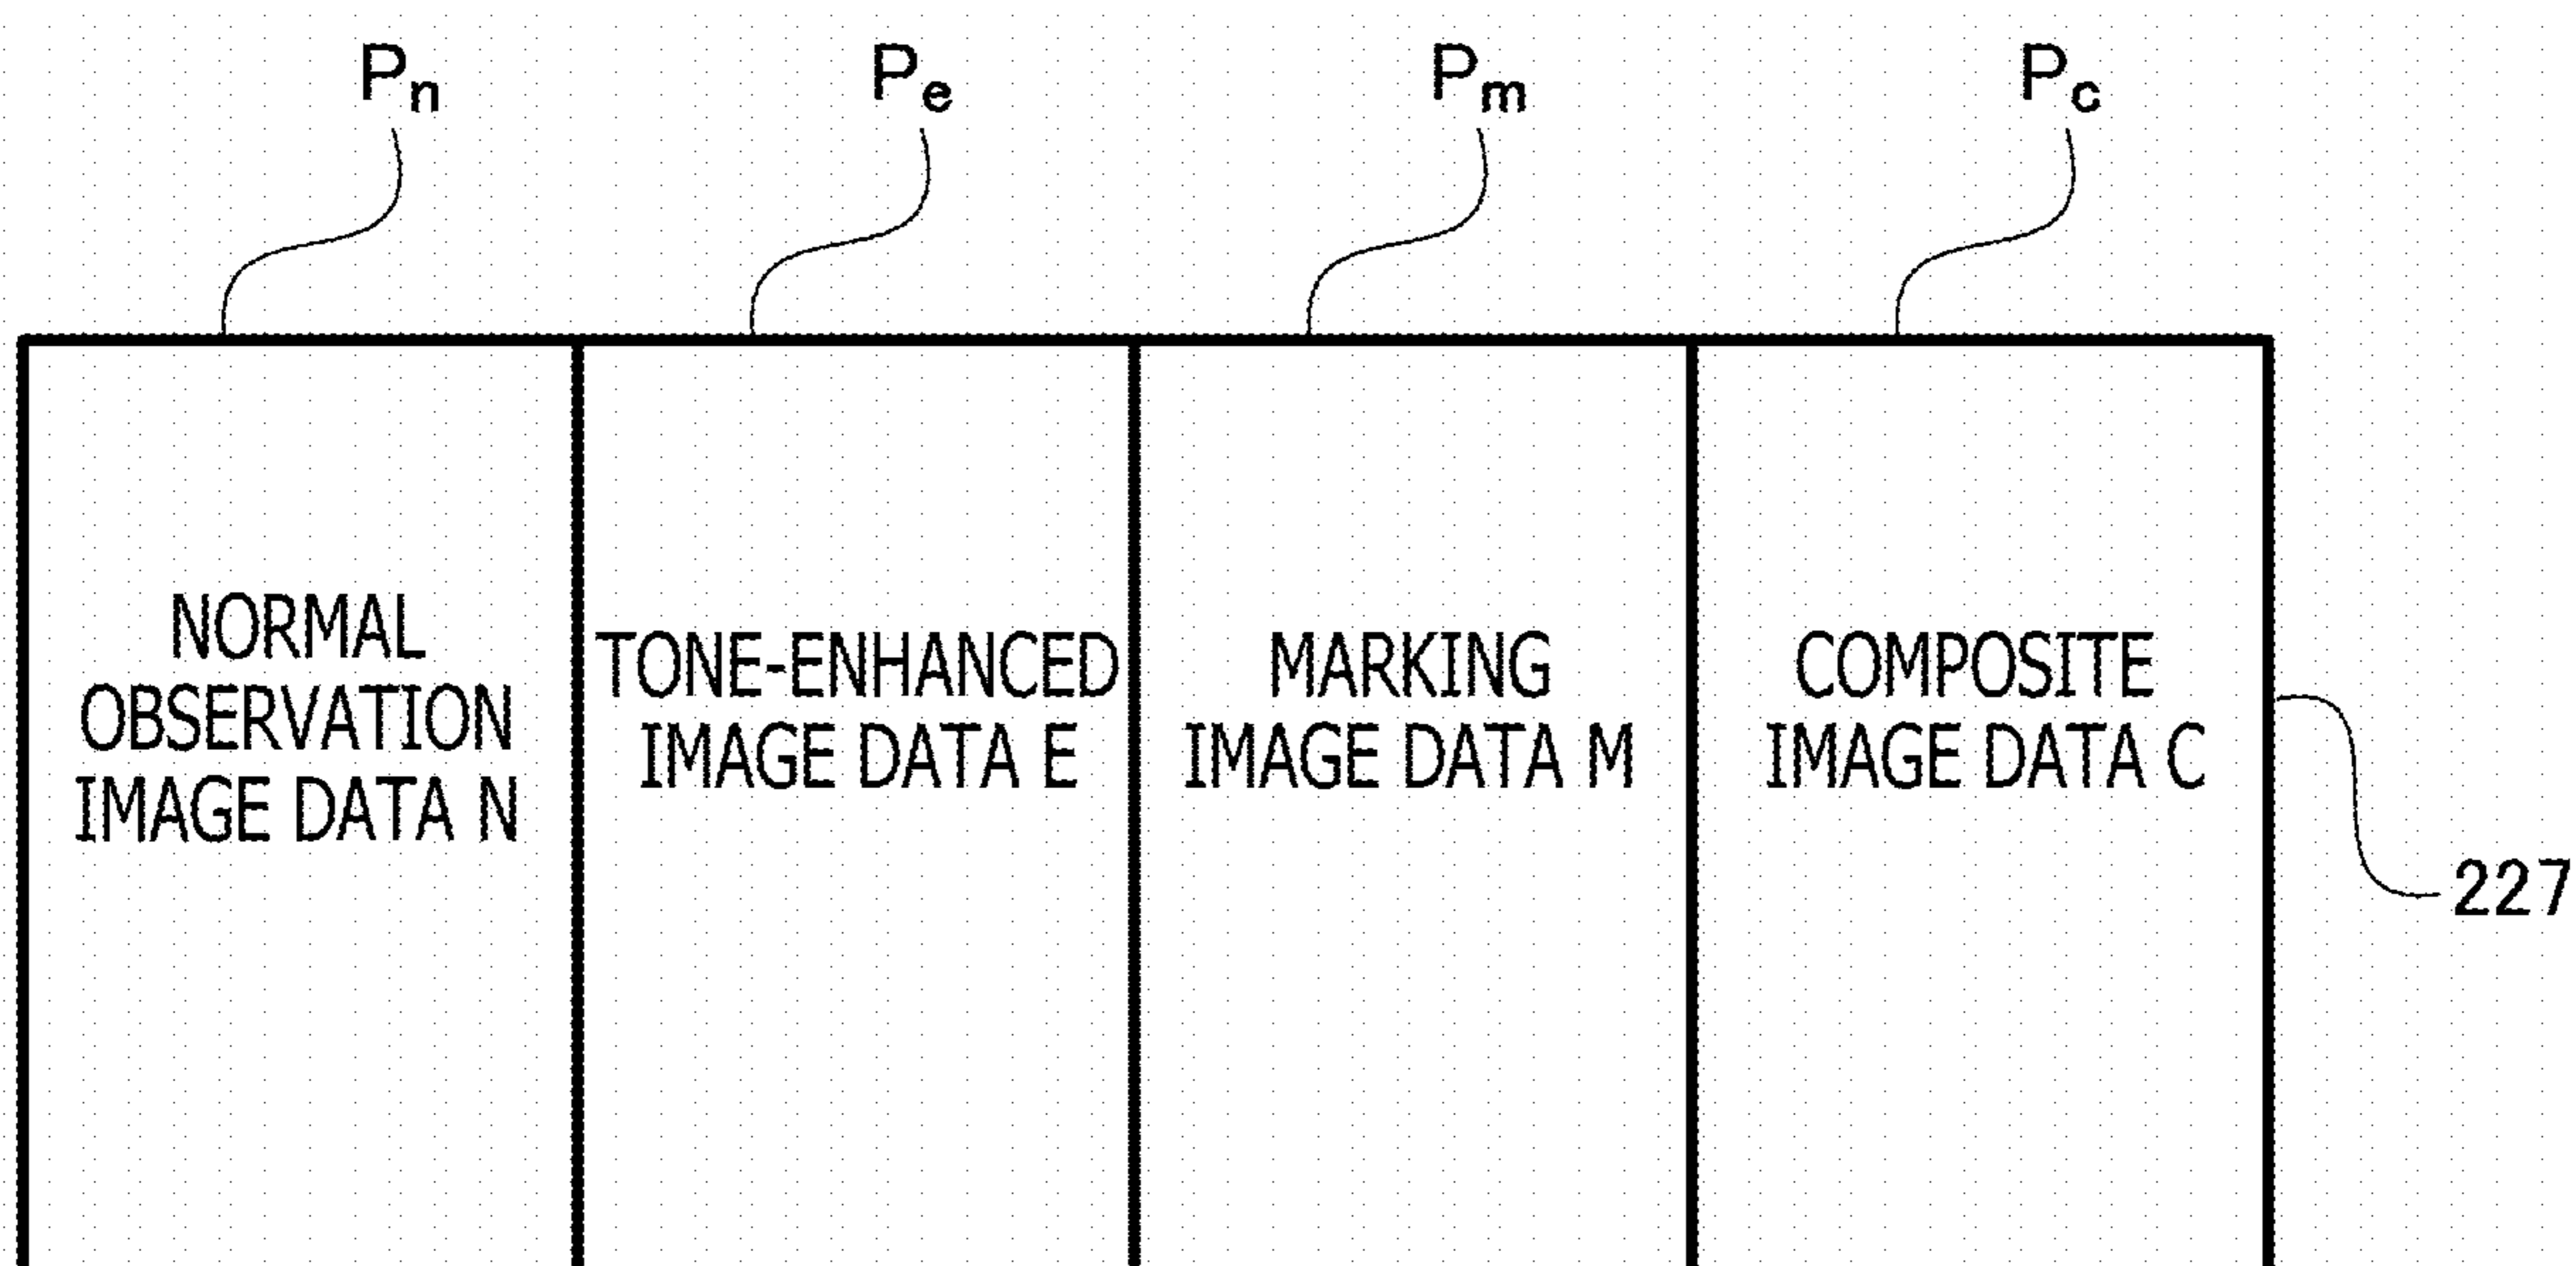 Pn
Pe
Pm
Pc
NORMAL
OBSERVATION
IMAGE DATA N
TONE-ENHANCED
IMAGE DATA E
MARKING
IMAGE DATA M
COMPOSITE
IMAGE DATA C
227